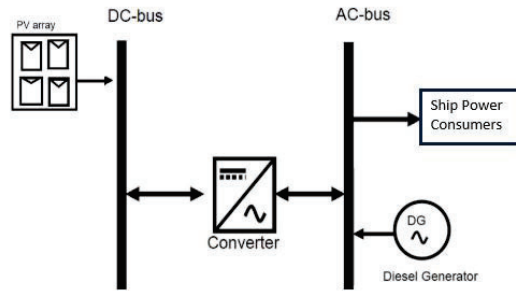 DC-bus
AC-bus
PV array
Ship Power
Consumers
Converter
DG
Diesel Generator